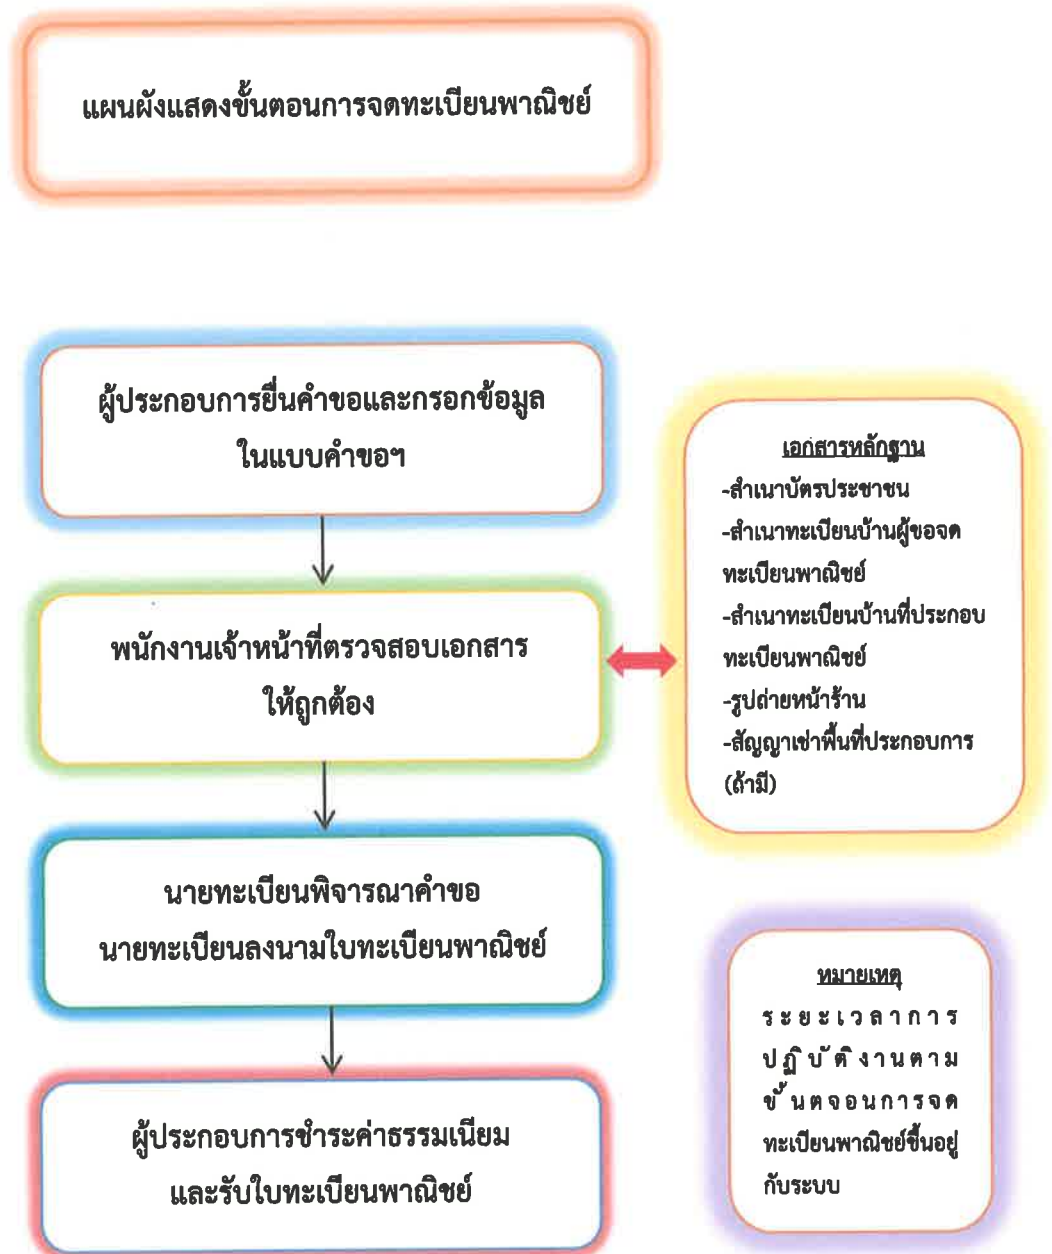 แผนผังแสดงขั้นตอนการจดทะเบียนพาณิชย์
ผู้ประกอบการยื่นคำขอและกรอกข้อมูล
ในแบบคำขอฯ
พนักงานเจ้าหน้าที่ตรวจสอบเอกสาร
ให้ถูกต้อง
นายทะเบียนพิจารณาคำขอ
นายทะเบียนลงนามใบทะเบียนพาณิชย์
ผู้ประกอบการชำระค่าธรรมเนียม
และรับใบทะเบียนพาณิชย์
เอกสารหลักฐาน
-สำเนาบัตรประชาชน
-สำเนาทะเบียนบ้านผู้ขอจด
ทะเบียนพาณิชย์
-สำเนาทะเบียนบ้านที่ประกอบ
ทะเบียนพาณิชย์
-รูปถ่ายหน้าร้าน
-สัญญาเช่าพื้นที่ประกอบการ
(ถ้ามี)
หมายเหตุ
ระยะเวลาการ
ปฏิบัติงานตาม
ขั้นตจอนการจด
ทะเบียนพาณิชย์ขึ้นอยู่
กับระบบ